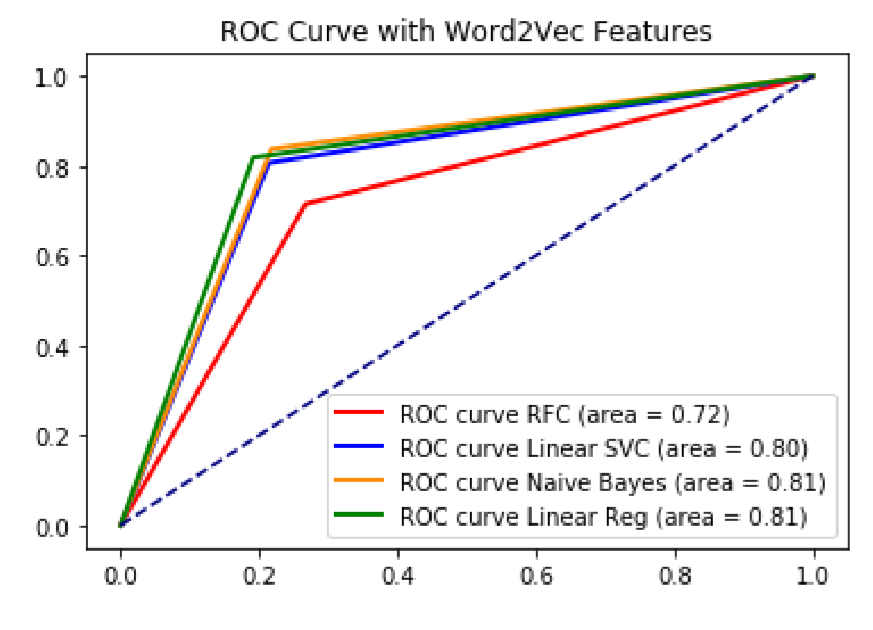 ROC Curve with Word2Vec Features
1.0
0.8
0.6
0.4
0.2
0.0
ROC curve RFC (area = 0.72)
ROC curve Linear SVC (area = 0.80)
ROC curve Naive Bayes (area = 0.81)
ROC curve Linear Reg (area = 0.81)
0.0 0.2 0.4 0.6 0.8 1.0